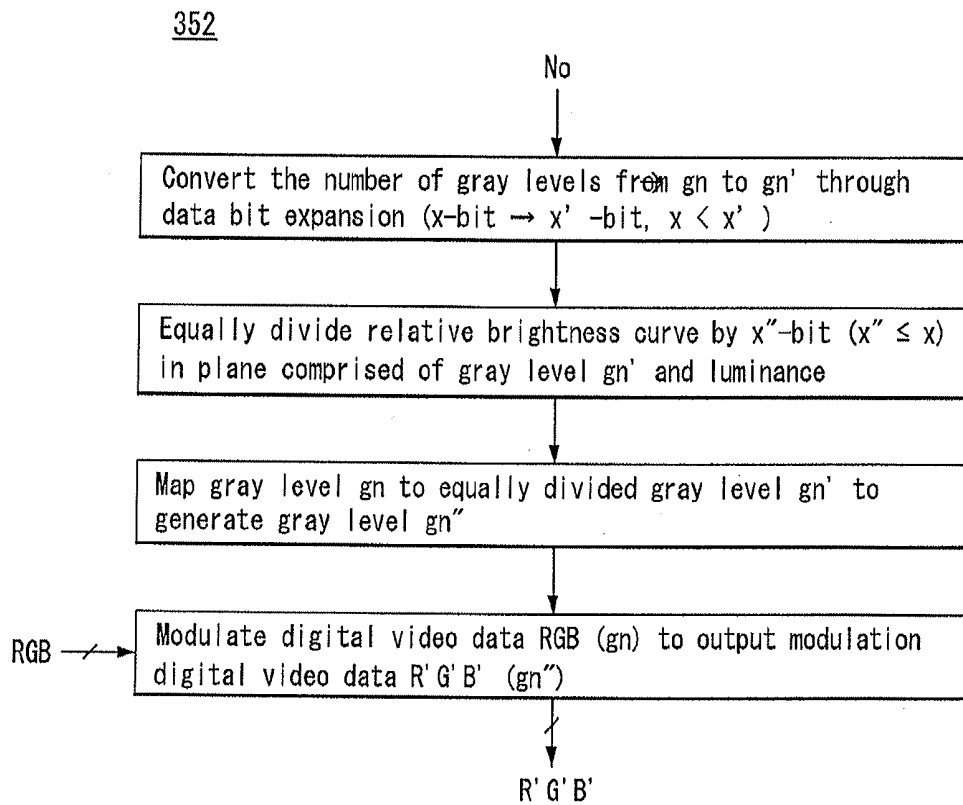 352
No
Convert the number of gray levels from gn to gn' through
data bit expansion (x-bit → x' -bit, x < x' )
Equally divide relative brightness curve by x"-bit (x" ≤ x)
in plane comprised of gray level gn' and luminance
Map gray level gn to equally divided gray level gn' to
generate gray level gn"
RGB
Modulate digital video data RGB (gn) to output modulation
digital video data R'G'B' (gn")
R'G'B'